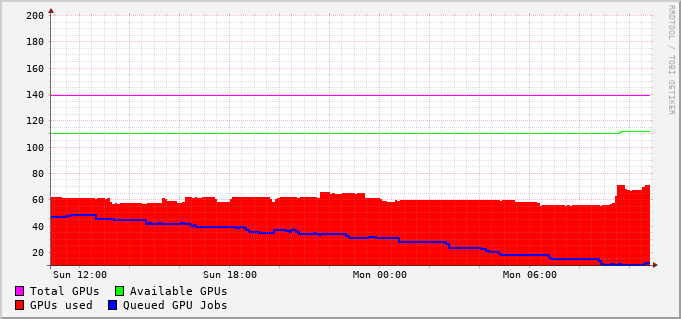 200
180
160
140
120
100
80
60
40
20
Sun 12:00 Sun 18:00 Mon 00:00 Mon 06:00
Total GPUs Available GPUs
GPUs used Queued GPU Jobs
RRDTOOL / TOBI OETIKER